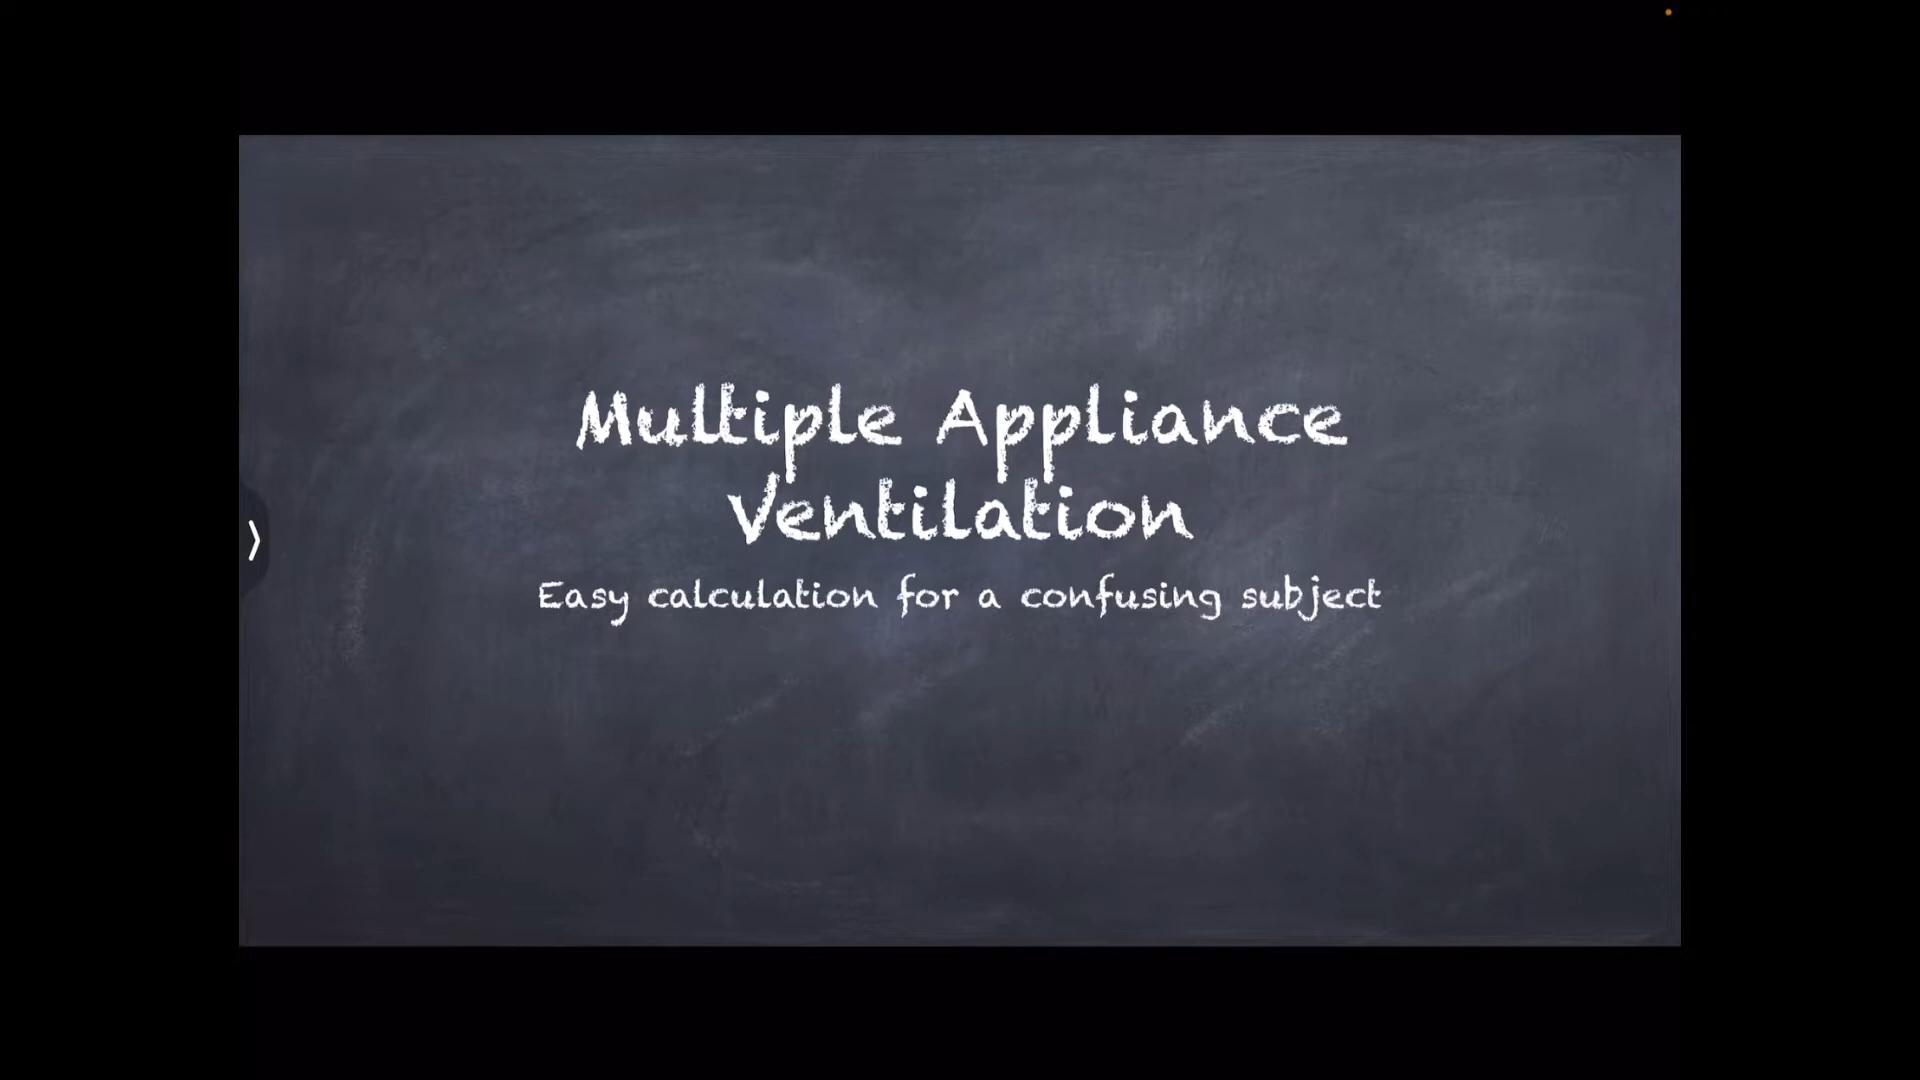 Multiple Appliance
Ventilation
Easy calculation for a confusing subject